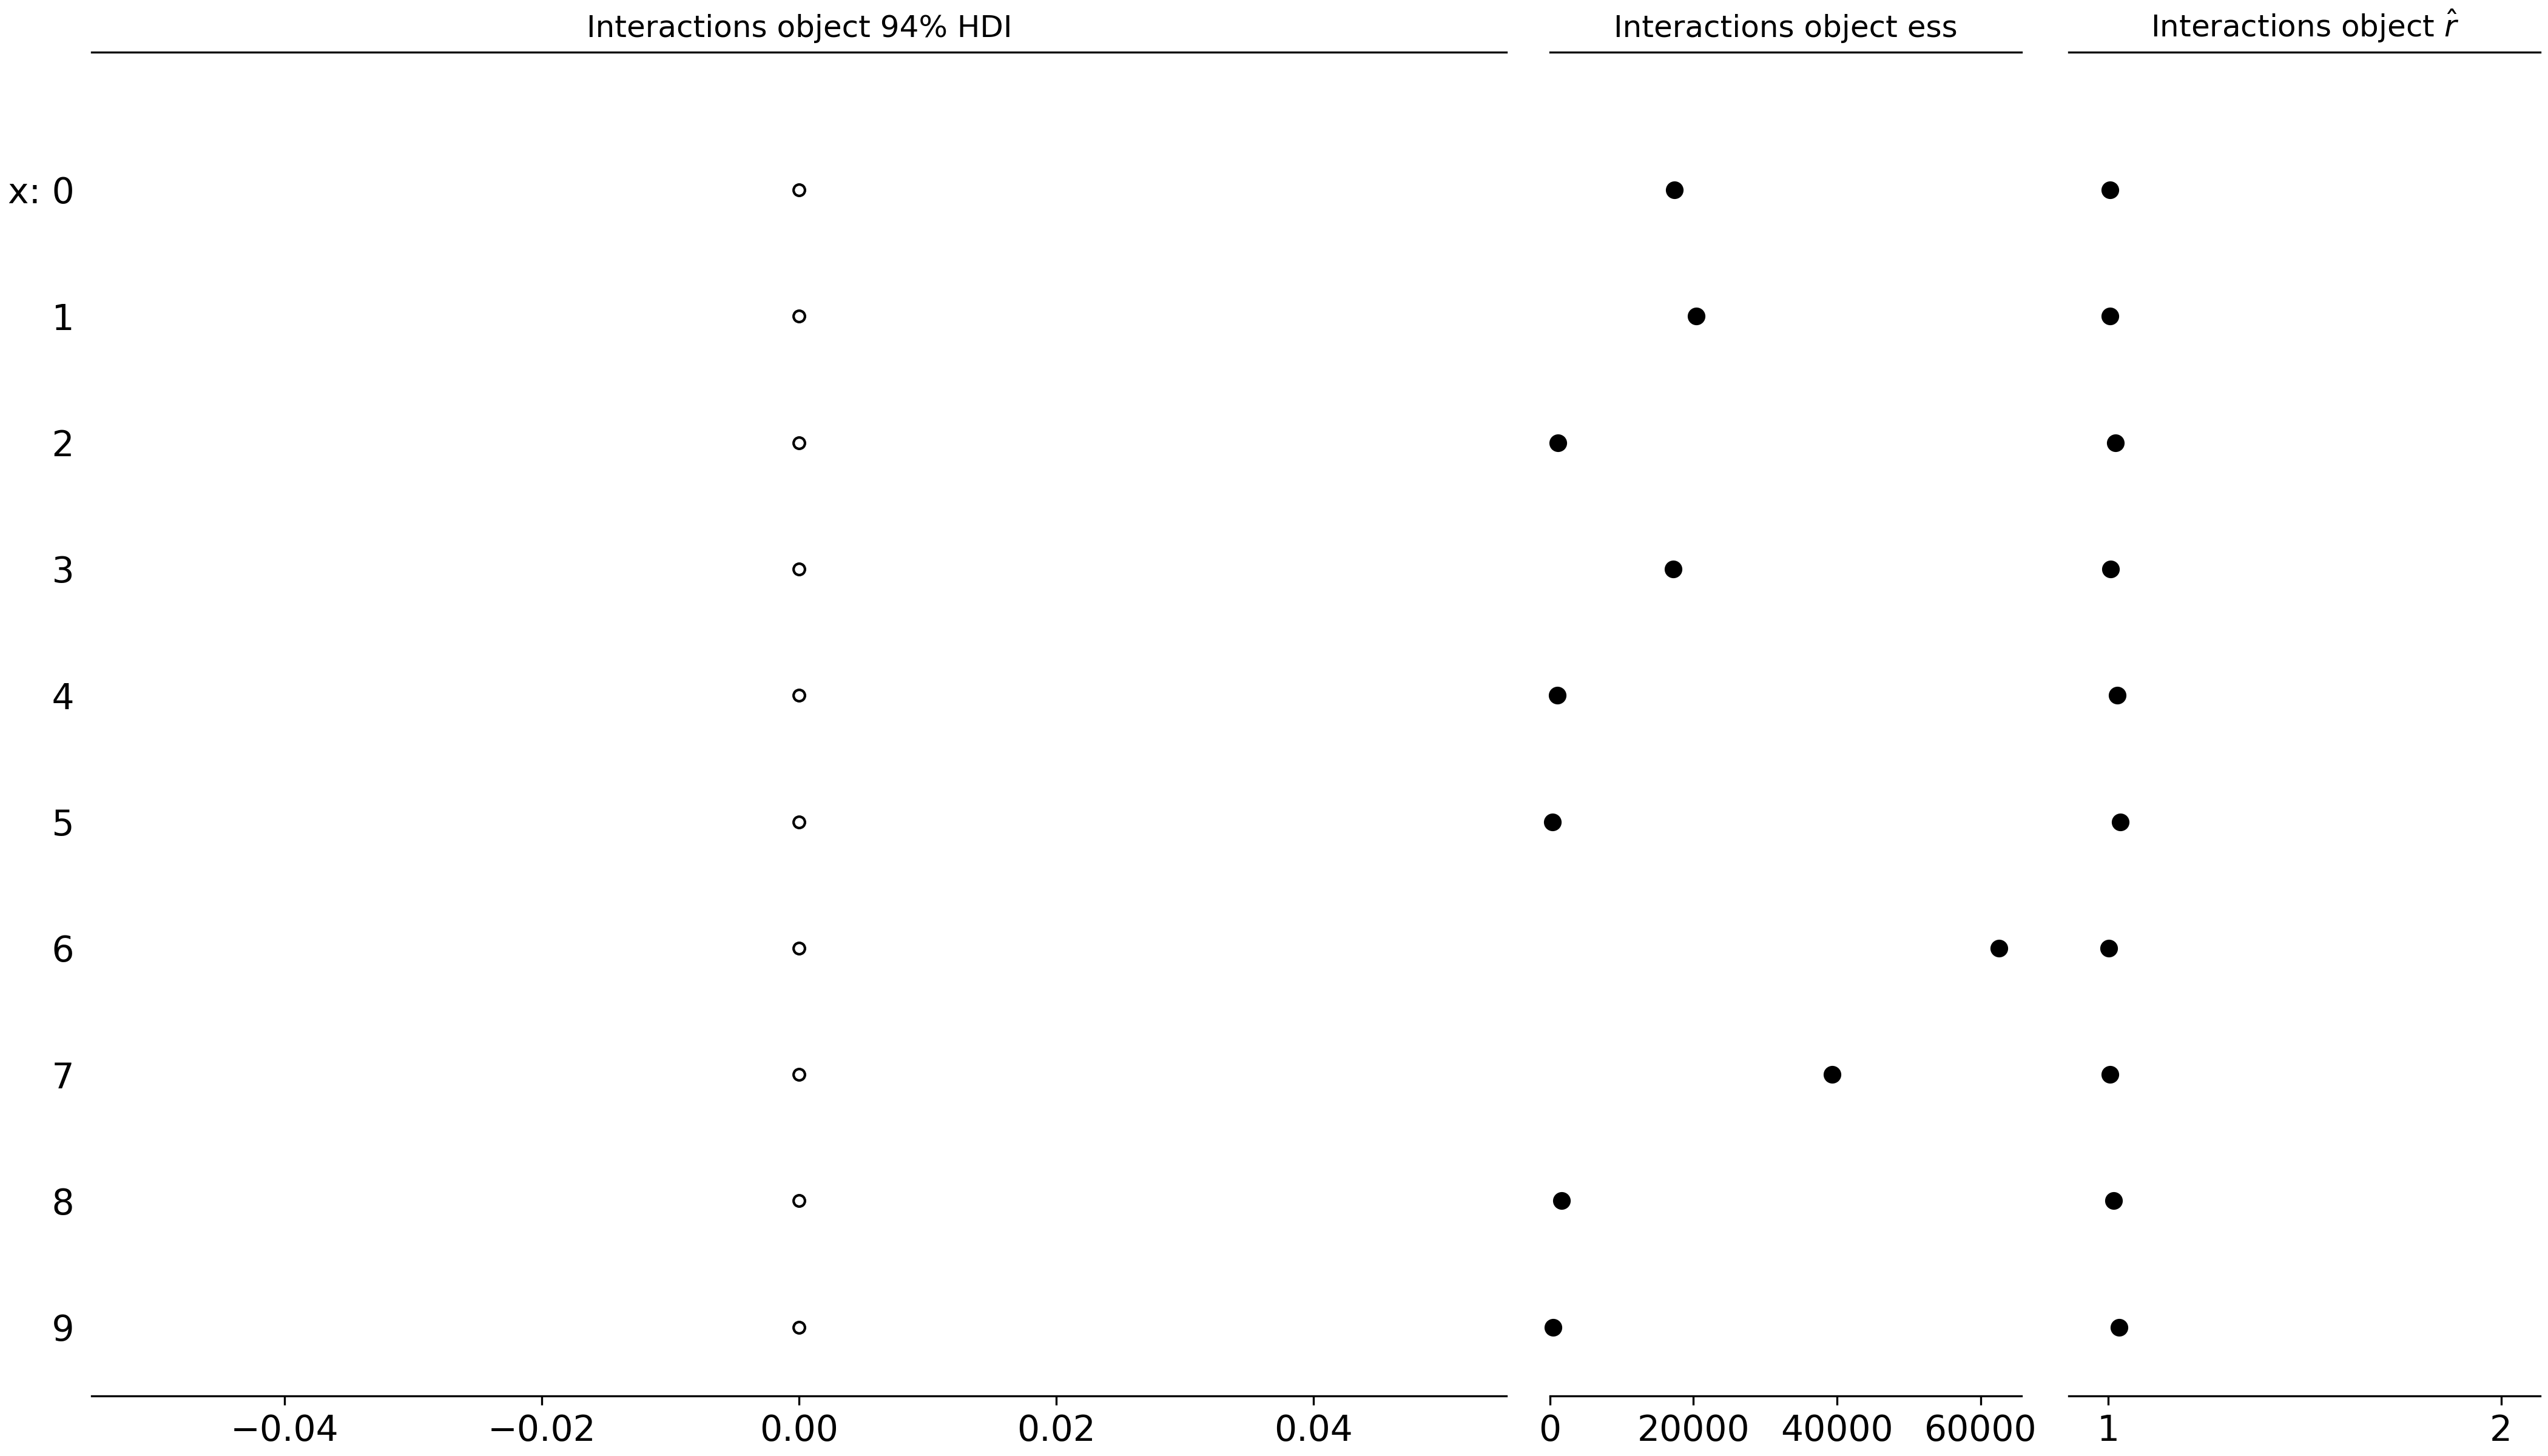 Interactions object 94% HDI
Interactions object ess
Interactions object r̂
x: 0
1
2
3
4
5
6
7
8
9
−0.04 −0.02 0.00 0.02 0.04
0 20000 40000 60000
1 2